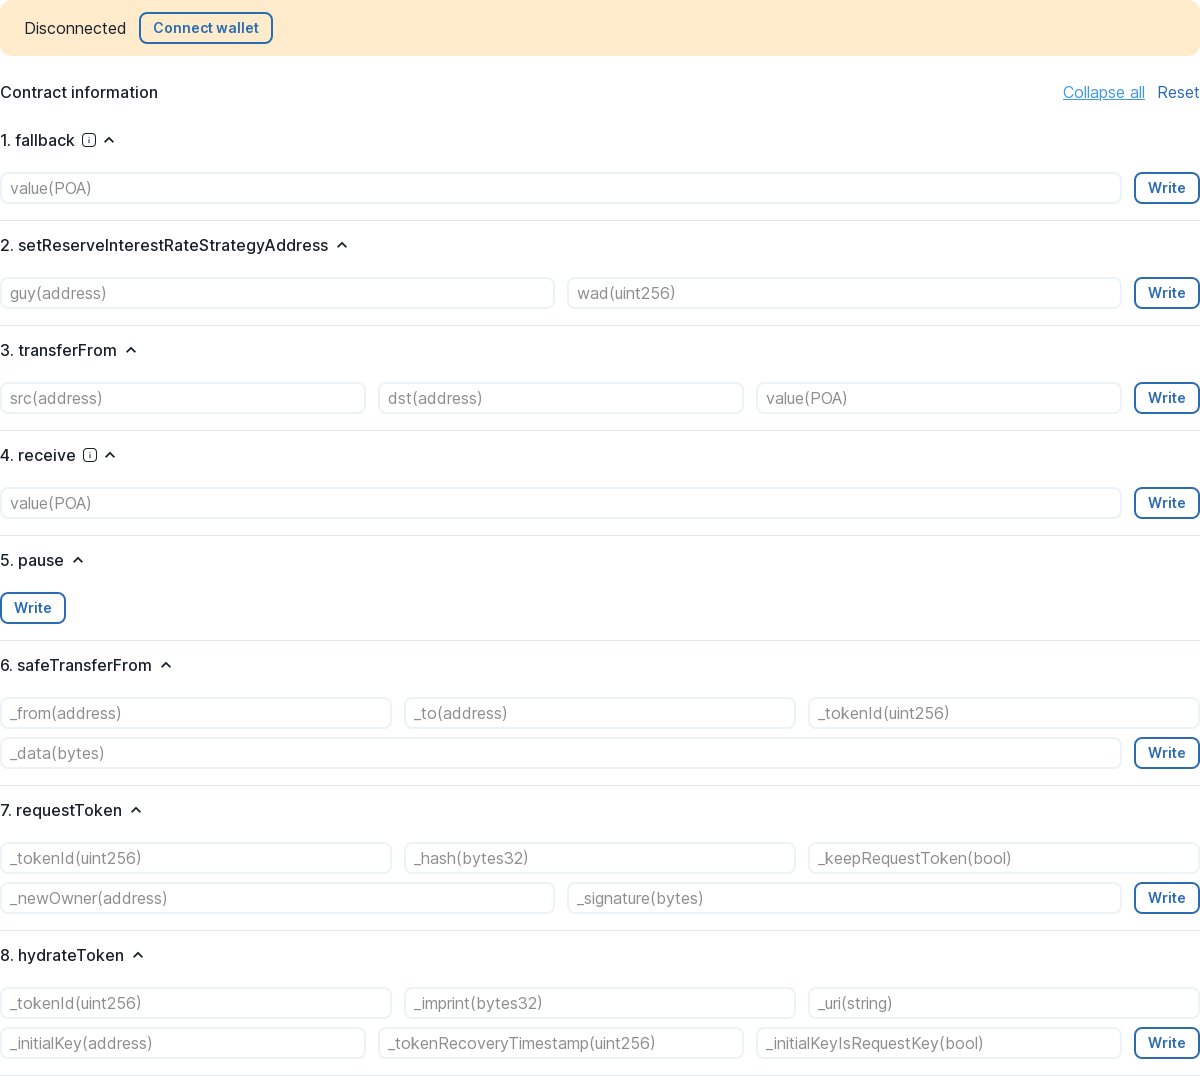 Disconnected Connect wallet
Contract information Collapse all Reset
1. fallback
value(POA) Write
2. setReserveInterestRateStrategyAddress
guy(address) wad(uint256) Write
3. transferFrom
src(address) dst(address) value(POA) Write
4. receive
value(POA) Write
5. pause
Write
6. safeTransferFrom
_from(address) _to(address) _tokenId(uint256)
_data(bytes) Write
7. requestToken
_tokenId(uint256) _hash(bytes32) _keepRequestToken(bool)
_newOwner(address) _signature(bytes) Write
8. hydrateToken
_tokenId(uint256) _imprint(bytes32) _uri(string)
_initialKey(address) _tokenRecoveryTimestamp(uint256) _initialKeyIsRequestKey(bool) Write